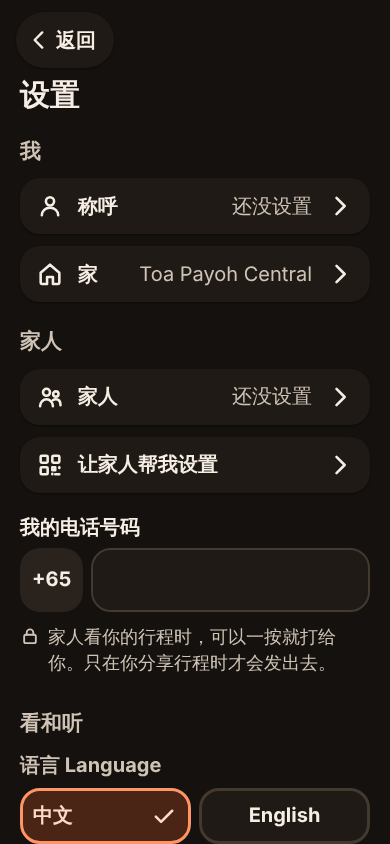 返回
设置
我
称呼 还没设置
家 Toa Payoh Central
家人
家人 还没设置
让家人帮我设置
我的电话号码
+65
家人看你的行程时，可以一按就打给
你。只在你分享行程时才会发出去。
看和听
语言 Language
中文 English